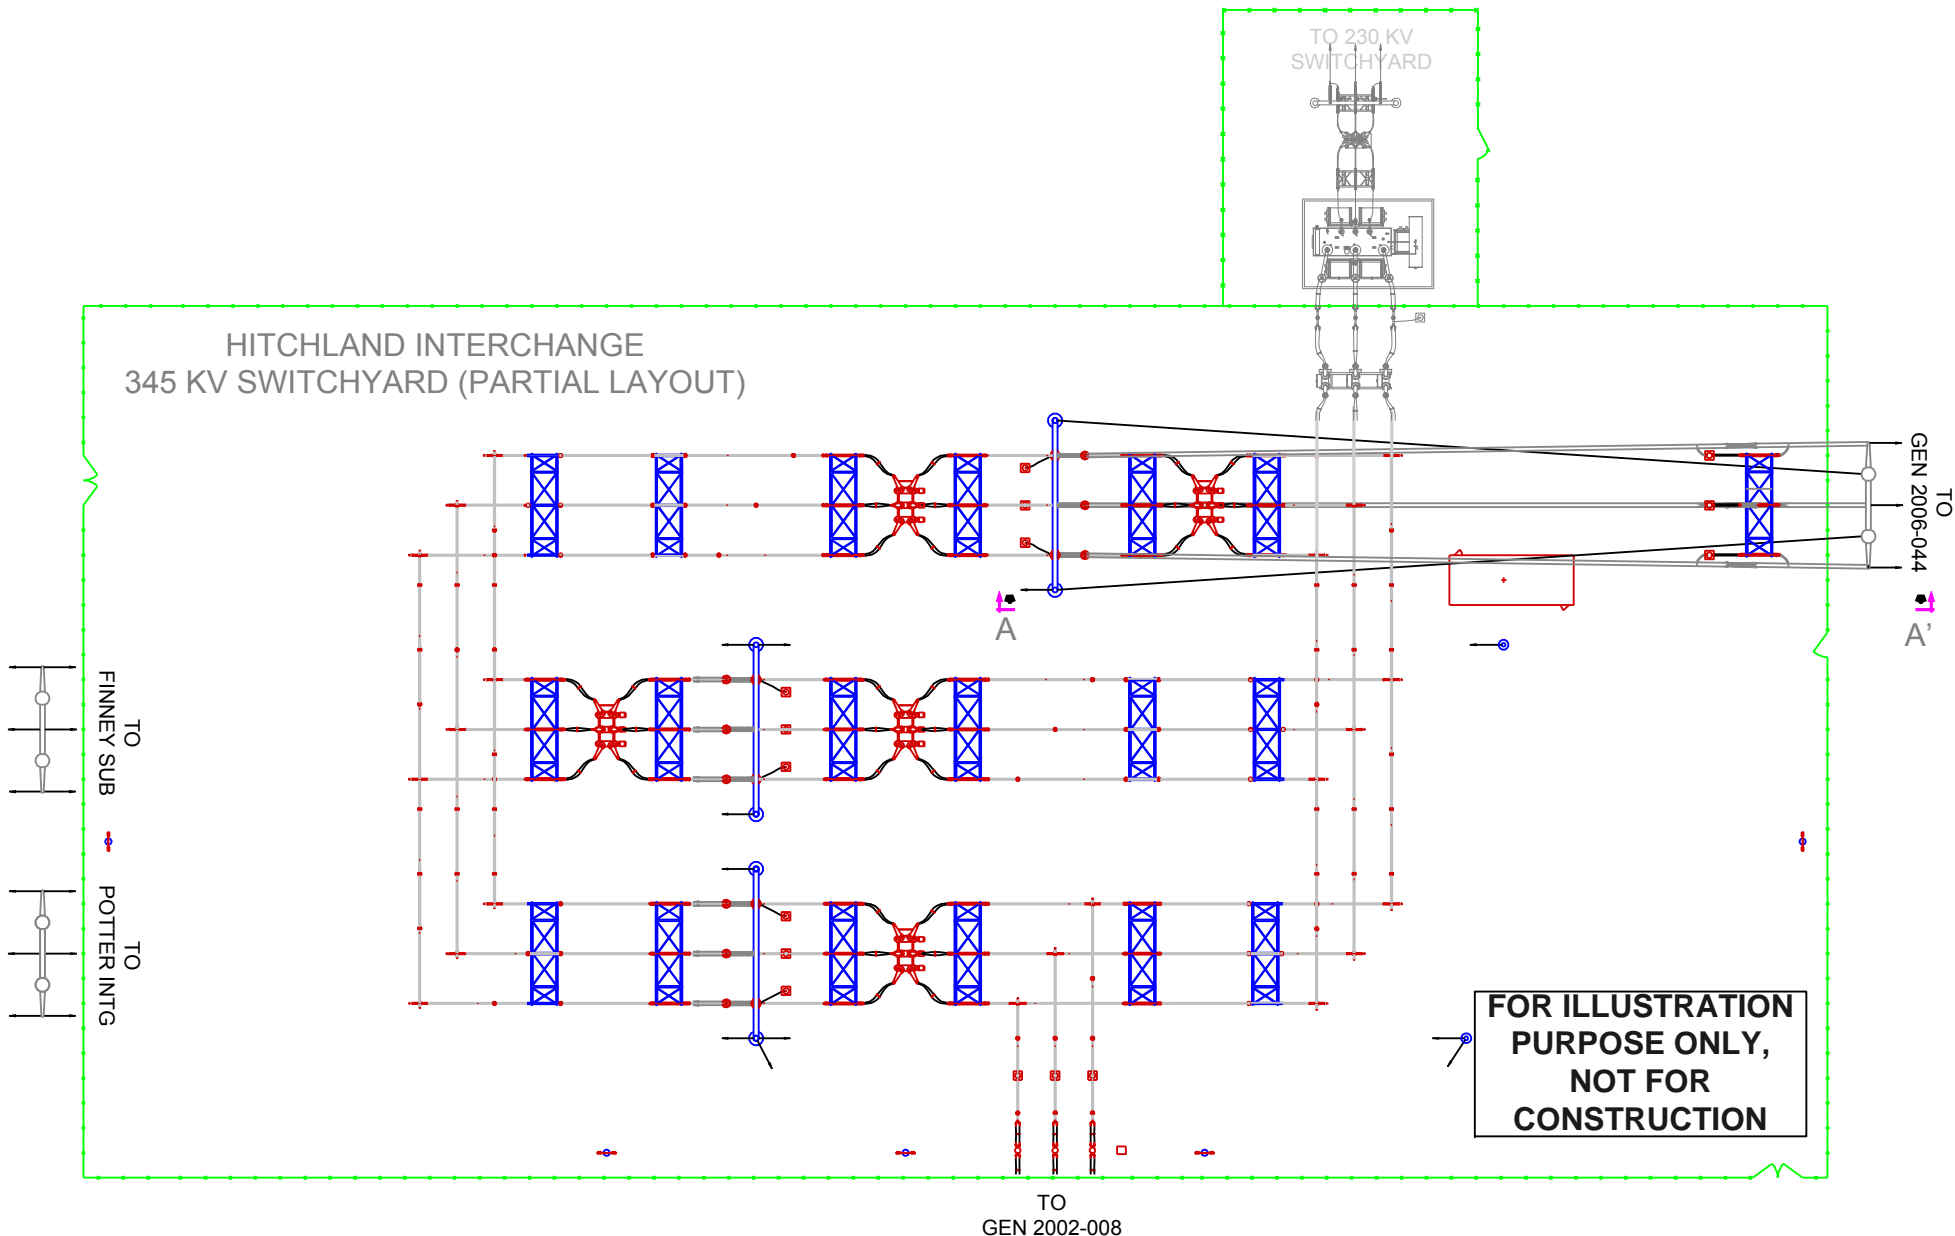 TO 230 KV
SWITCHYARD
HITCHLAND INTERCHANGE
345 KV SWITCHYARD (PARTIAL LAYOUT)
TO
GEN 2006-044
A
A'
TO
FINNEY SUB
TO
POTTER INTG
FOR ILLUSTRATION
PURPOSE ONLY,
NOT FOR
CONSTRUCTION
TO
GEN 2002-008